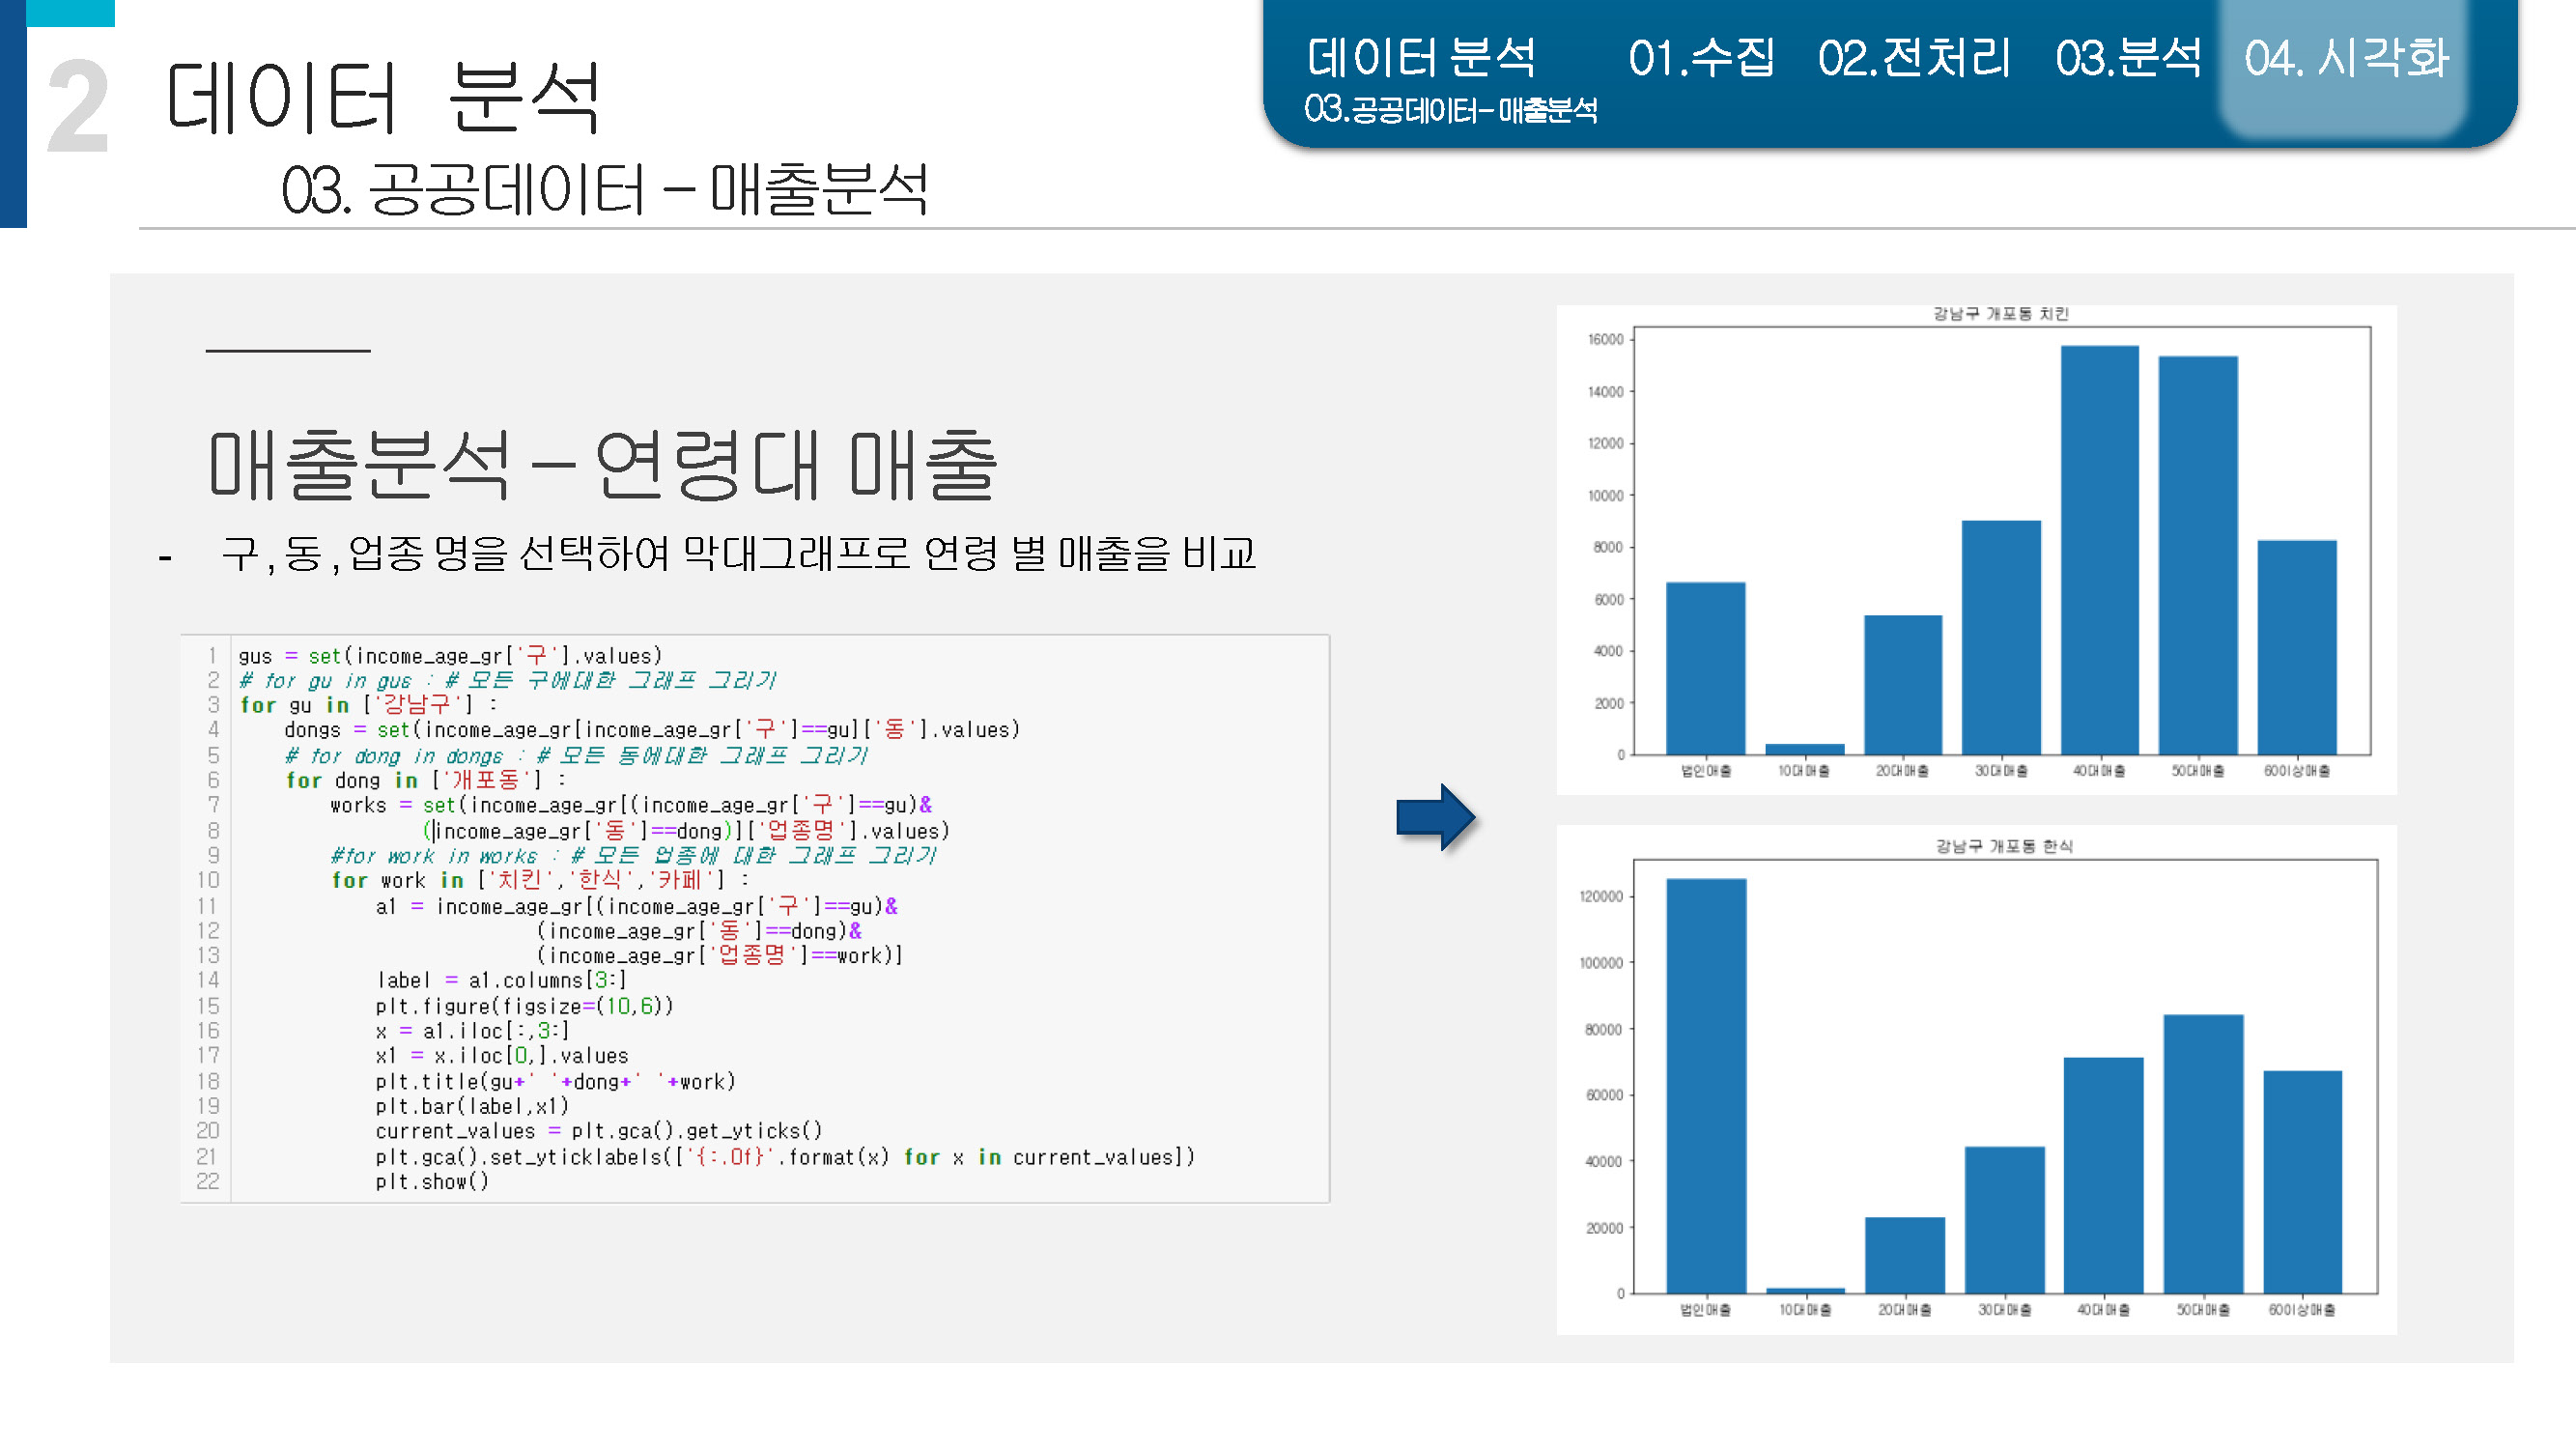 2
데이터 분석
03. 공공데이터 – 매출분석
데이터 분석 01.수집 02.전처리 03.분석 04. 시각화
03.공공데이터- 매출분석
매출분석 – 연령대 매출
- 구 , 동 , 업종 명을 선택하여 막대그래프로 연령 별 매출을 비교
1 gus = set(income_age_gr['구'].values)
2 # for gu in gus : # 모든 구에대한 그래프 그리기
3 for gu in ['강남구'] :
4 dongs = set(income_age_gr[income_age_gr['구']==gu]['동'].values)
5 # for dong in dongs : # 모든 동에대한 그래프 그리기
6 for dong in ['개포동'] :
7 works = set(income_age_gr[(income_age_gr['구']==gu)&
8 (income_age_gr['동']==dong)]['업종명'].values)
9 #for work in works : # 모든 업종에 대한 그래프 그리기
10 for work in ['치킨','한식','카페'] :
11 a1 = income_age_gr[(income_age_gr['구']==gu)&
12 (income_age_gr['동']==dong)&
13 (income_age_gr['업종명']==work)]
14 label = a1.columns[3:]
15 plt.figure(figsize=(10,6))
16 x = a1.iloc[:,3:]
17 x1 = x.iloc[0,].values
18 plt.title(gu+' '+dong+' '+work)
19 plt.bar(label,x1)
20 current_values = plt.gca().get_yticks()
21 plt.gca().set_yticklabels(['{:.0f}'.format(x) for x in current_values])
22 plt.show()
강남구 개포동 치킨
16000
14000
12000
10000
8000
6000
4000
2000
0
법인매출 10대매출 20대매출 30대매출 40대매출 50대매출 60이상매출
강남구 개포동 한식
120000
100000
80000
60000
40000
20000
0
법인매출 10대매출 20대매출 30대매출 40대매출 50대매출 60이상매출